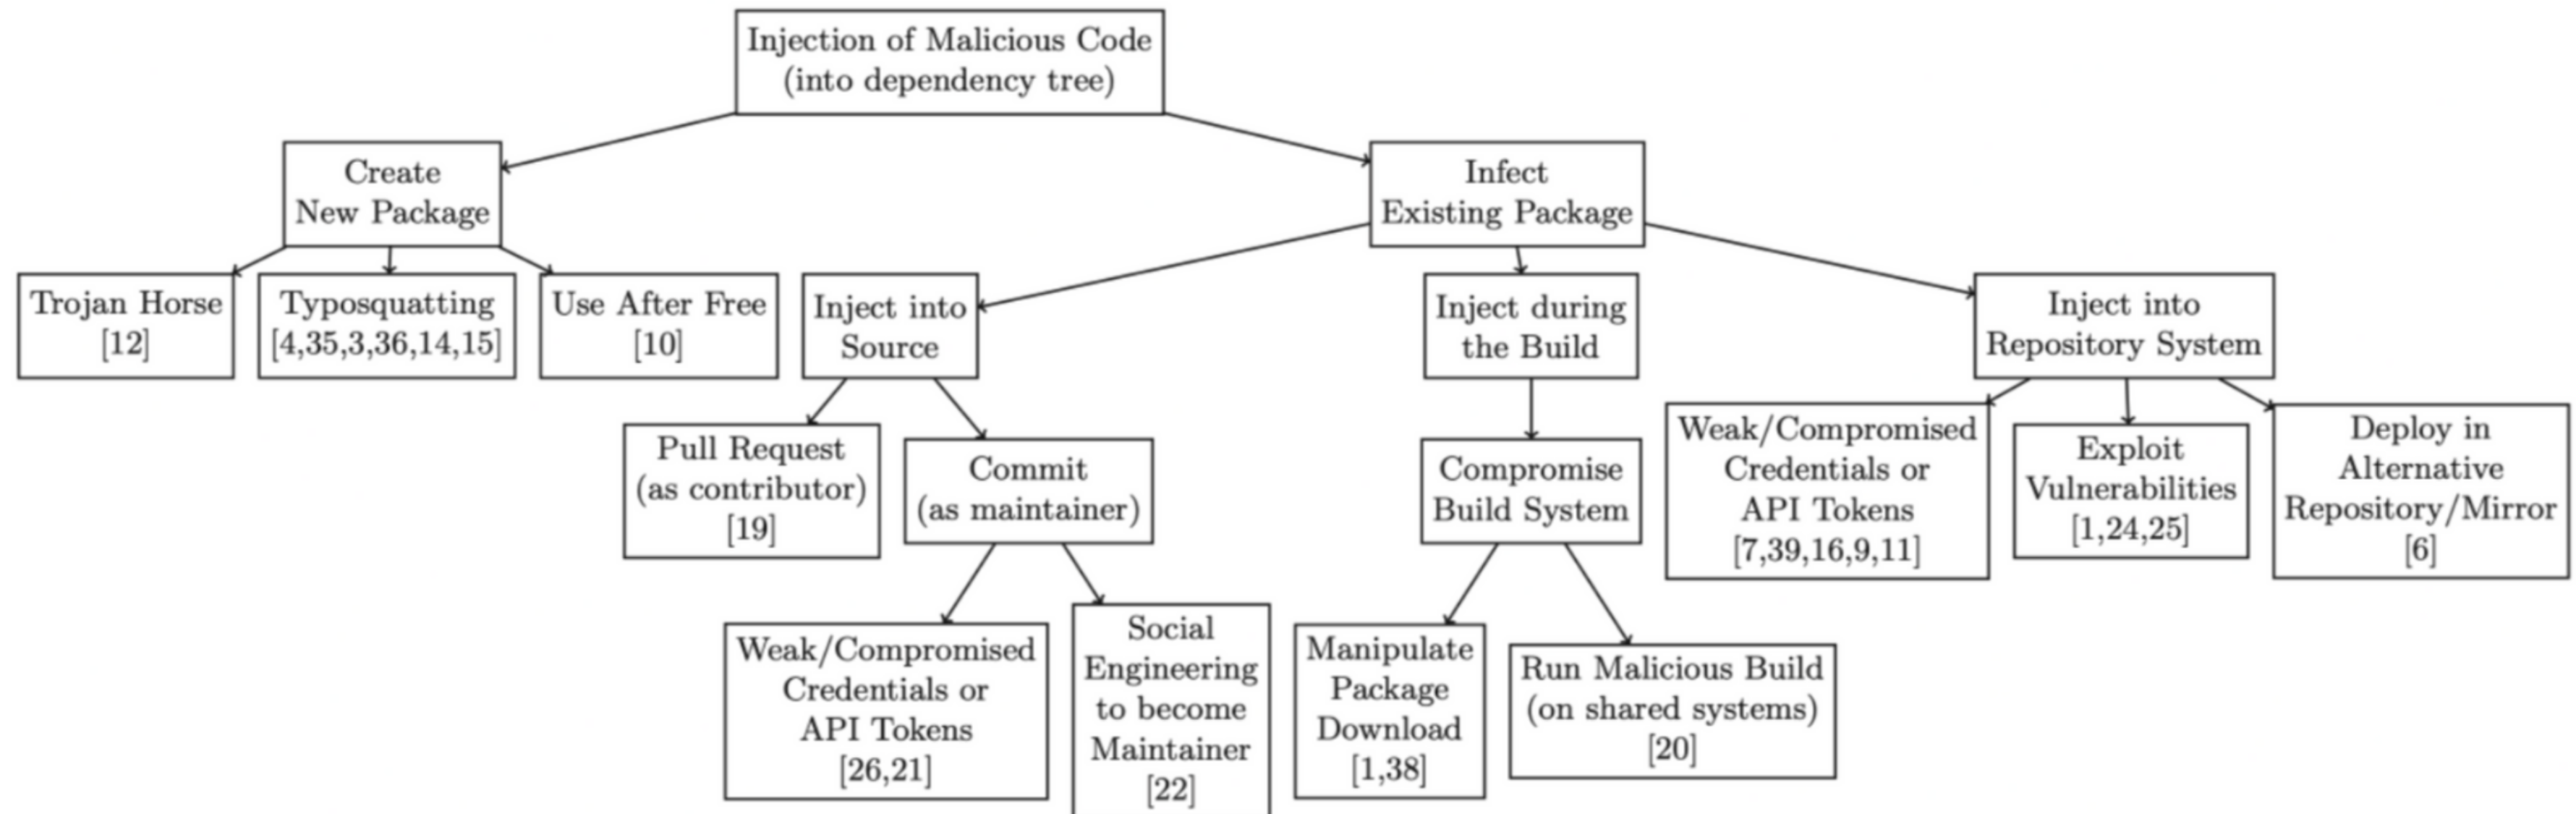 Injection of Malicious Code
(into dependency tree)
Create
New Package
Infect
Existing Package
Trojan Horse
[12]
Typosquatting
[4,35,3,36,14,15]
Use After Free
[10]
Inject into
Source
Inject during
the Build
Inject into
Repository System
Pull Request
(as contributor)
[19]
Commit
(as maintainer)
Compromise
Build System
Weak/Compromised
Credentials or
API Tokens
[7,39,16,9,11]
Exploit
Vulnerabilities
[1,24,25]
Deploy in
Alternative
Repository/Mirror
[6]
Weak/Compromised
Credentials or
API Tokens
[26,21]
Social
Engineering
to become
Maintainer
[22]
Manipulate
Package
Download
[1,38]
Run Malicious Build
(on shared systems)
[20]